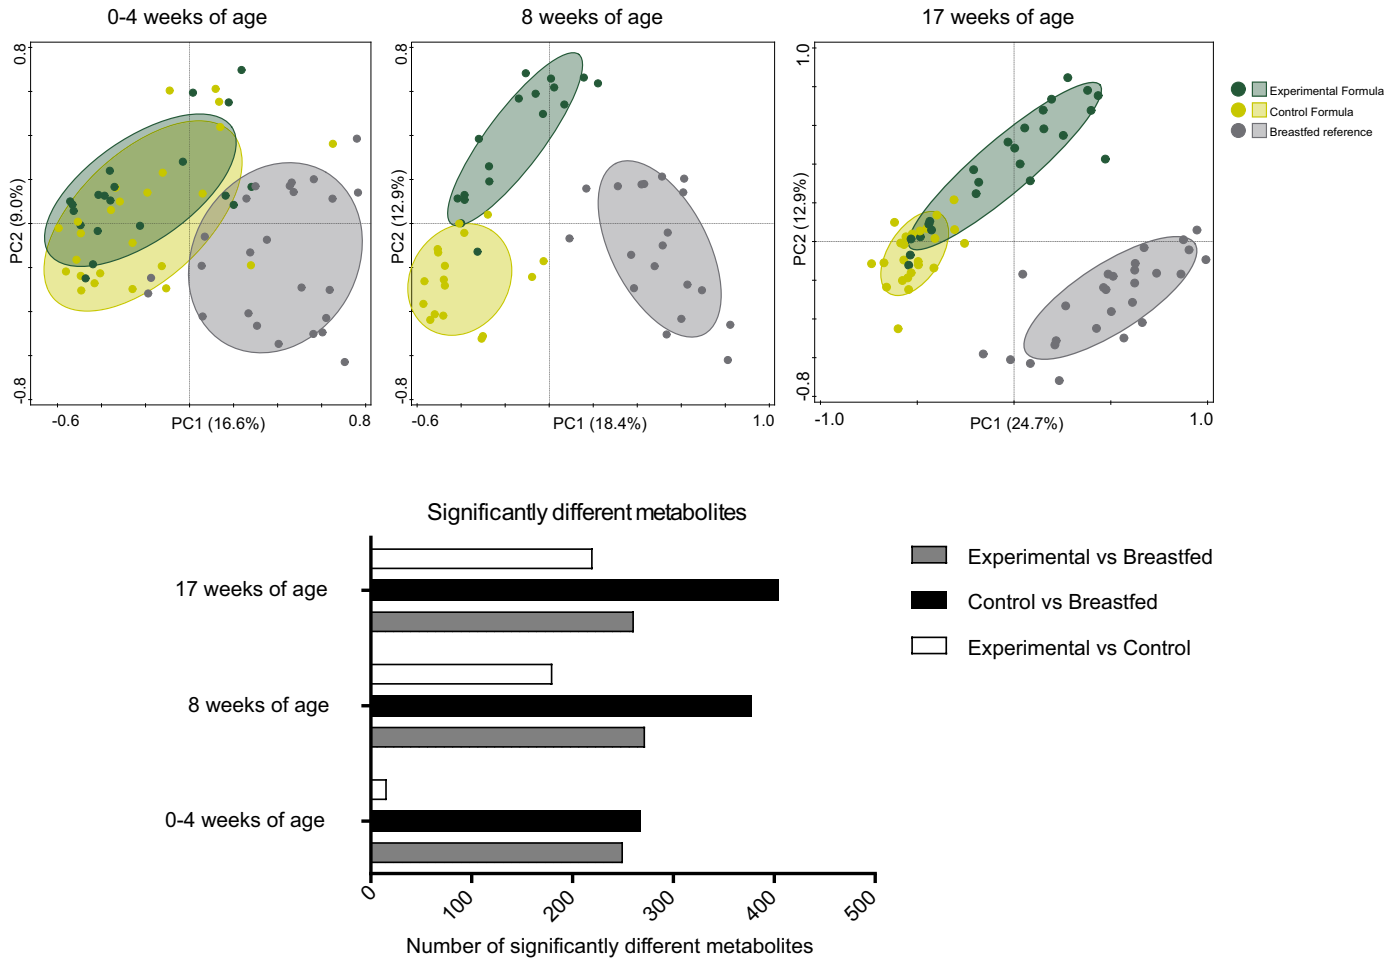 0-4 weeks of age
8 weeks of age
17 weeks of age
0.8
PC2 (9.0%)
-0.8
-0.6
PC1 (16.6%)
0.8
0.8
PC2 (12.9%)
-0.8
-0.6
PC1 (18.4%)
1.0
1.0
PC2 (12.9%)
-0.8
-1.0
PC1 (24.7%)
1.0
Experimental Formula
Control Formula
Breastfed reference
Significantly different metabolites
17 weeks of age
8 weeks of age
0-4 weeks of age
0
100
200
300
400
500
Number of significantly different metabolites
Experimental vs Breastfed
Control vs Breastfed
Experimental vs Control